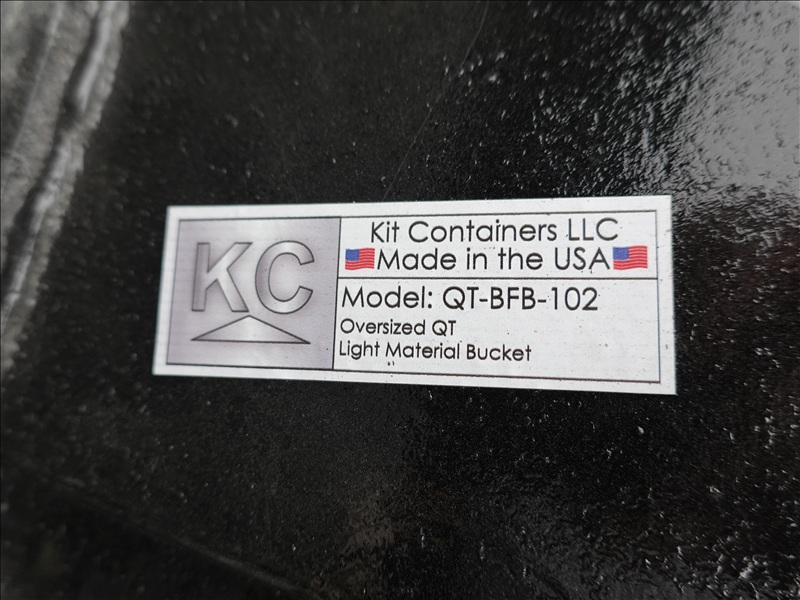 KC
Kit Containers LLC
Made in the USA
Model: QT-BFB-102
Oversized QT
Light Material Bucket